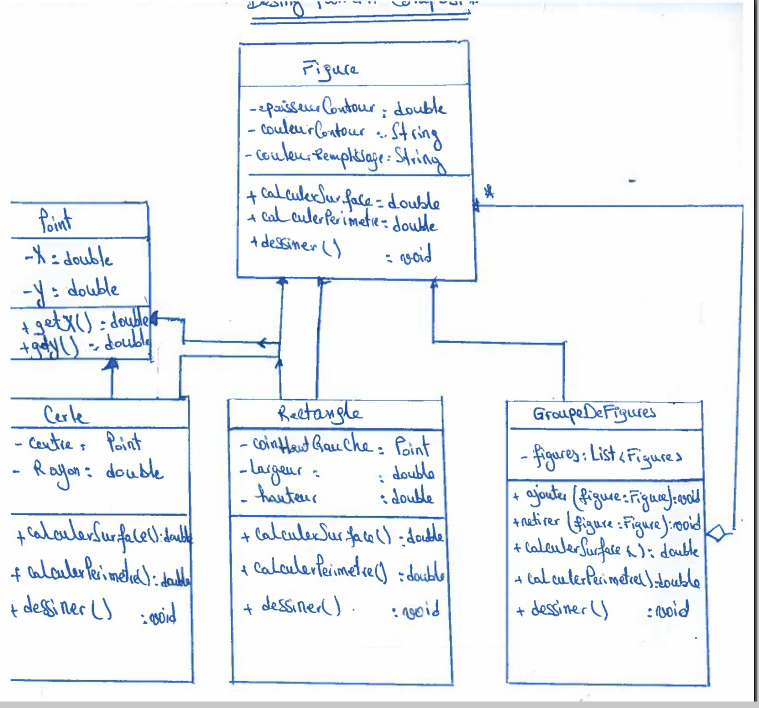 Figure
- epaisseurContour : double
- couleurContour : String
- couleurRemplissage : String
+ calculerSurface = double
+ calculerPerimetre = double
+ dessiner () : void
*
Point
- X : double
- Y : double
+ getX() : double
+ getY() : double
Cerle
- centre : Point
- Rayon : double
+ calculerSurface() : double
+ calculerPerimetre() : double
+ dessiner () : void
Rectangle
- coinHautGauche : Point
- largeur : : double
- hauteur : double
+ calculerSurface() : double
+ calculerPerimetre() : double
+ dessiner () : void
GroupeDeFigures
- figures : List<Figures
+ ajouter (figure : Figure) : void
+ retirer (figure : Figure) : void
+ calculerSurface () : double
+ calculerPerimetre() : double
+ dessiner () : void